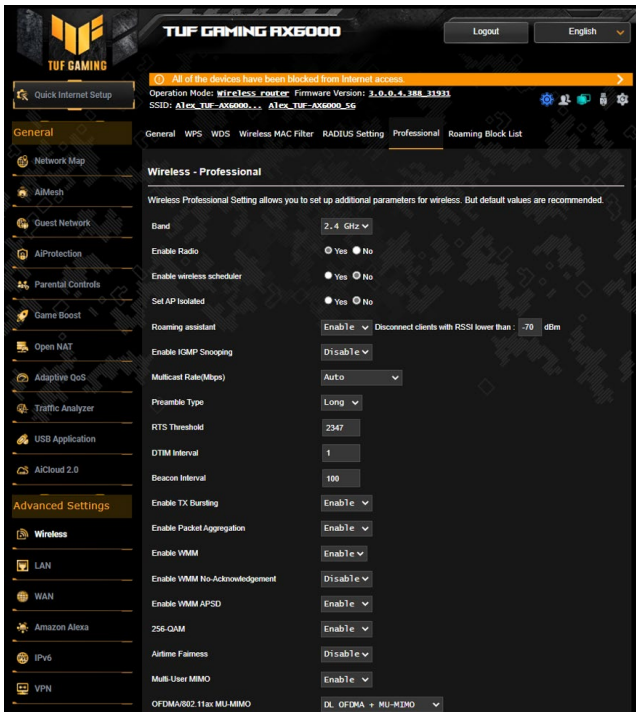 TUF GAMING
TUF GAMING AX6000
Logout
English
All of the devices have been blocked from Internet access.
Quick Internet Setup
Operation Mode: Wireless router Firmware Version: 3.0.0.4.388_31931
SSID: Alex_TUF-AX6000... Alex_TUF-AX6000_5G
General
Network Map
AiMesh
Guest Network
AiProtection
Parental Controls
Game Boost
Open NAT
Adaptive QoS
Traffic Analyzer
USB Application
AiCloud 2.0
Advanced Settings
Wireless
LAN
WAN
Amazon Alexa
IPv6
VPN
General WPS WDS Wireless MAC Filter RADIUS Setting Professional Roaming Block List
Wireless - Professional
Wireless Professional Setting allows you to set up additional parameters for wireless. But default values are recommended.
Band 2.4 GHz
Enable Radio Yes No
Enable wireless scheduler Yes No
Set AP Isolated Yes No
Roaming assistant Enable Disconnect clients with RSSI lower than : -70 dBm
Enable IGMP Snooping Disable
Multicast Rate(Mbps) Auto
Preamble Type Long
RTS Threshold 2347
DTIM Interval 1
Beacon Interval 100
Enable TX Bursting Enable
Enable Packet Aggregation Enable
Enable WMM Enable
Enable WMM No-Acknowledgement Disable
Enable WMM APSD Enable
256-QAM Enable
Airtime Fairness Disable
Multi-User MIMO Enable
OFDMA/802.11ax MU-MIMO DL OFDMA + MU-MIMO